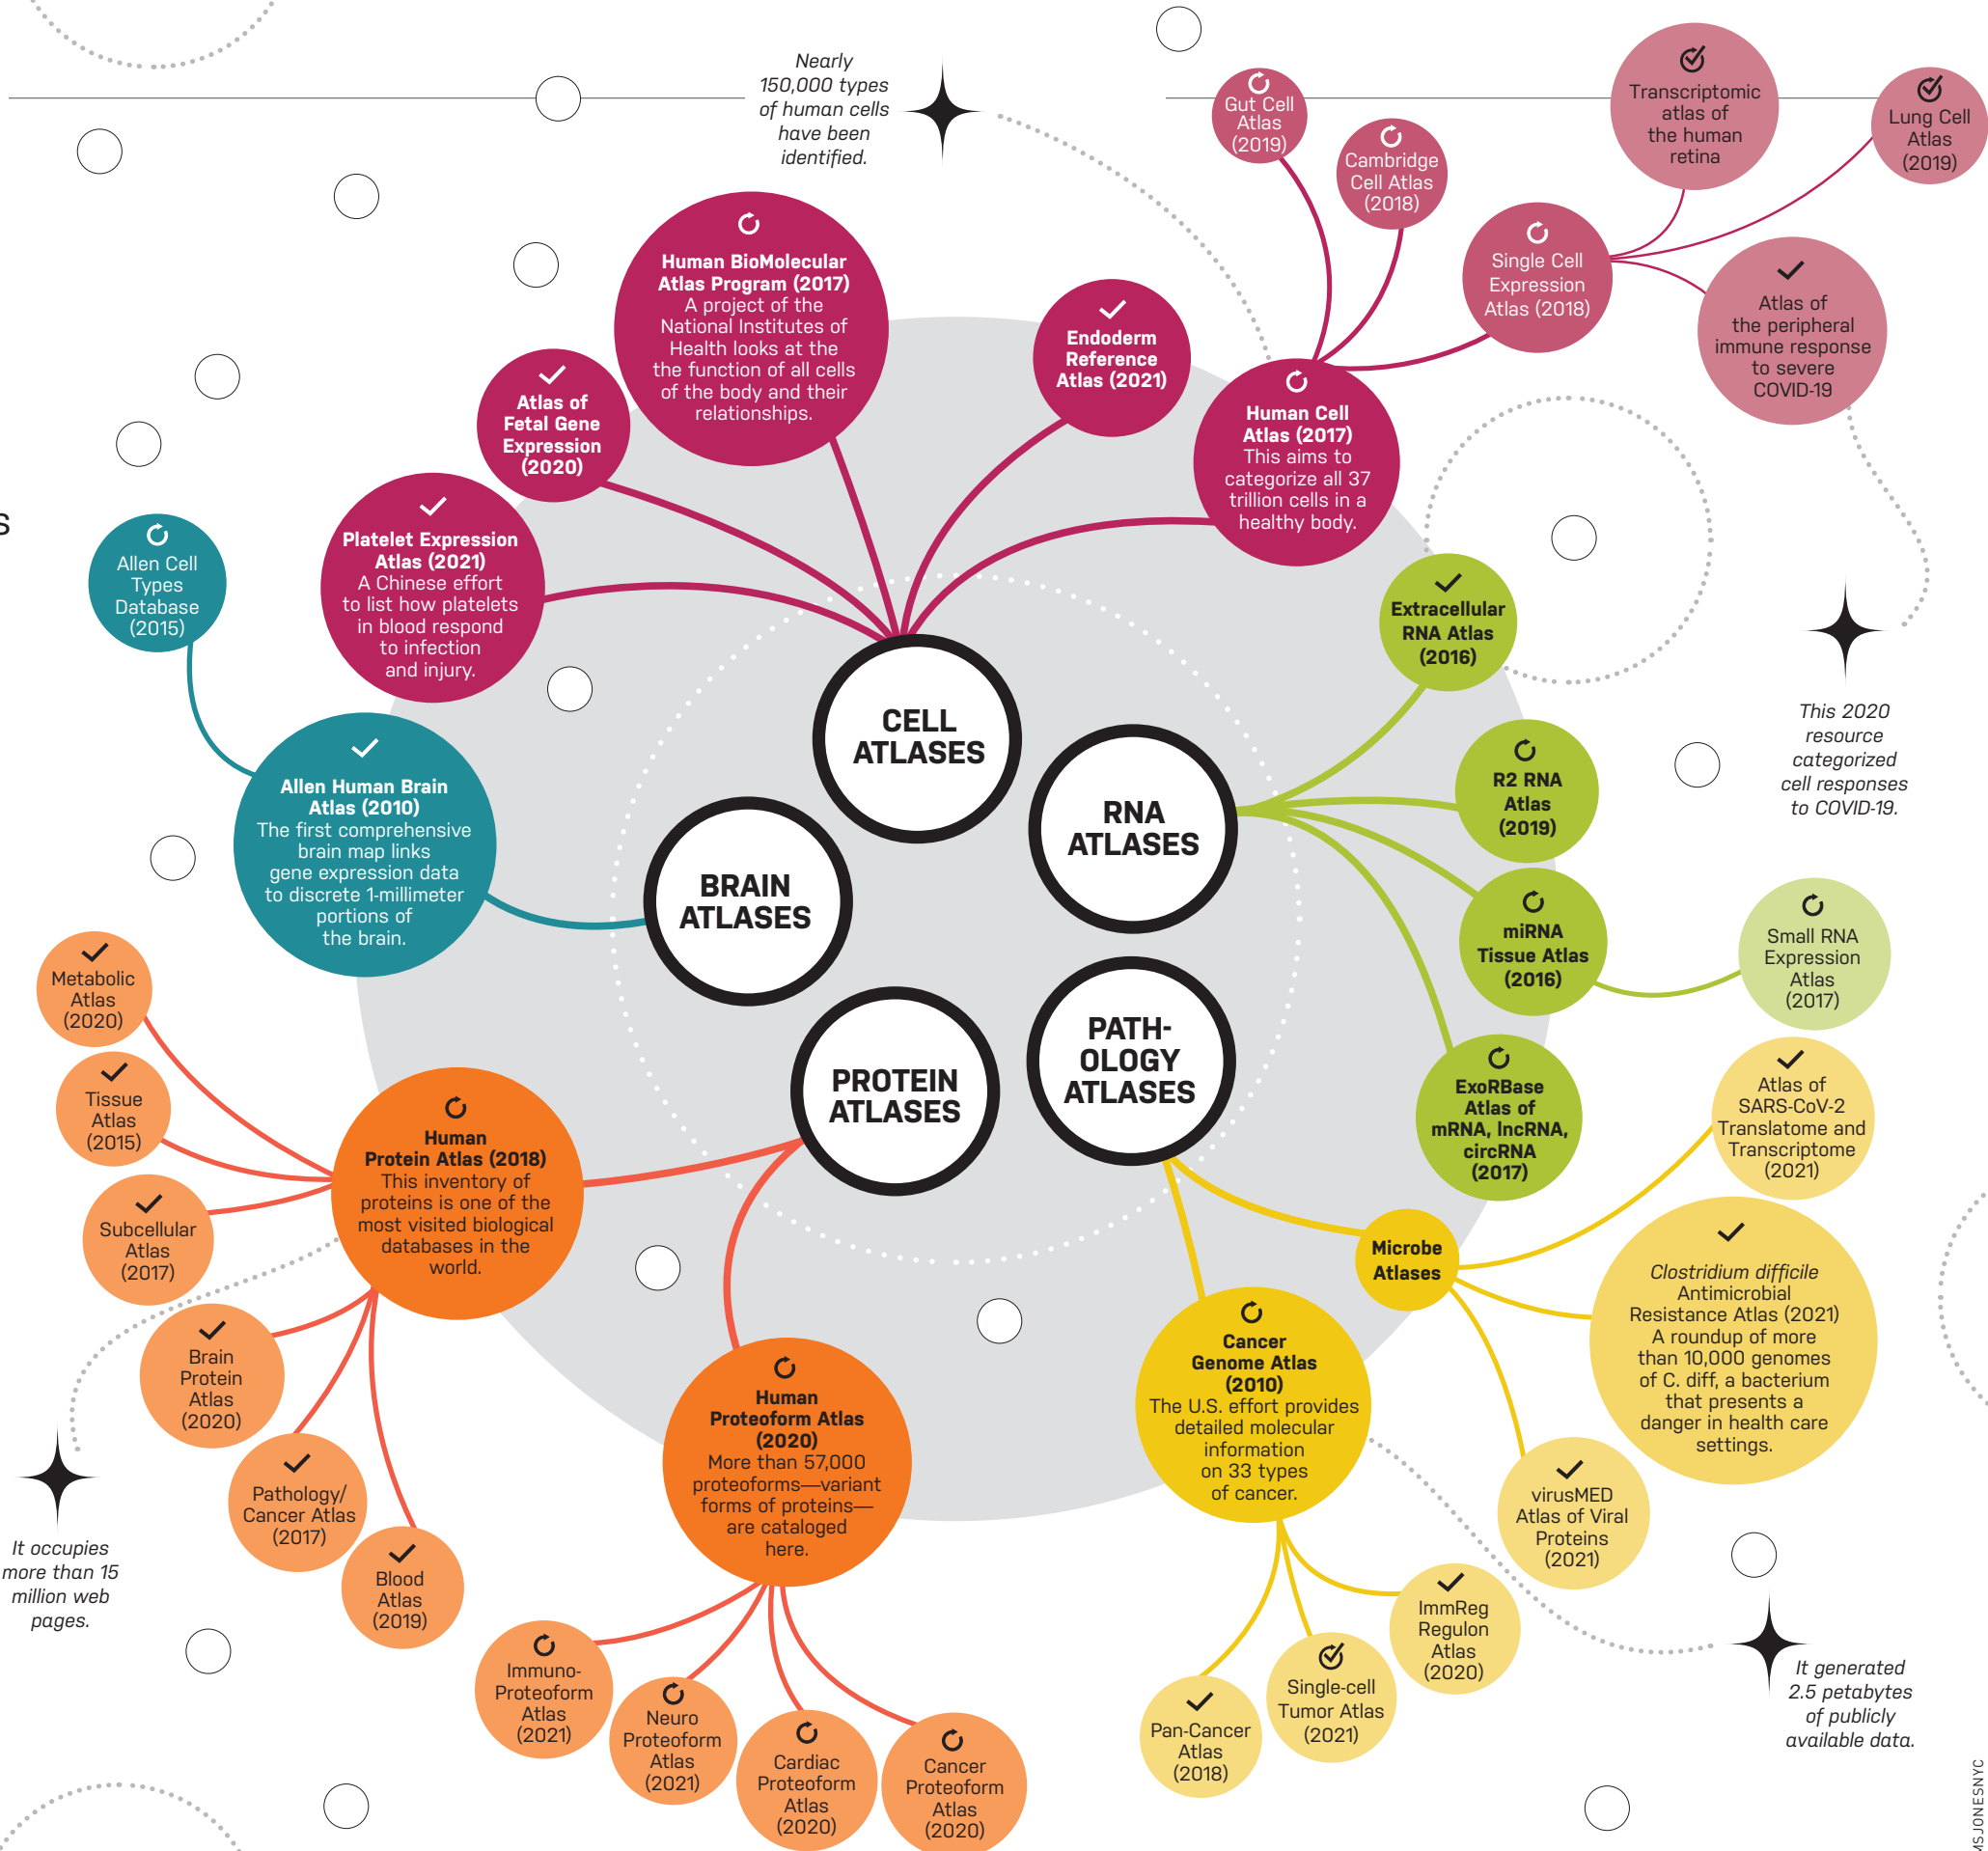 Nearly
150,000 types
of human cells
have been
identified.
Gut Cell
Atlas
(2019)
Cambridge
Cell Atlas
(2018)
Transcriptomic
atlas of
the human
retina
Lung Cell
Atlas
(2019)
Single Cell
Expression
Atlas (2018)
Atlas of
the peripheral
immune response
to severe
COVID-19
Human BioMolecular
Atlas Program (2017)
A project of the
National Institutes of
Health looks at the
the function of all cells
of the body and their
relationships.
Endoderm
Reference
Atlas (2021)
Human Cell
Atlas (2017)
This aims to
categorize all 37
trillion cells in a
healthy body.
Atlas of
Fetal Gene
Expression
(2020)
Platelet Expression
Atlas (2021)
A Chinese effort
to list how platelets
in blood respond
to infection
and injury.
s
Allen Cell
Types
Database
(2015)
Allen Human Brain
Atlas (2010)
The first comprehensive
brain map links
gene expression data
to discrete 1-millimeter
portions of
the brain.
CELL
ATLASES
RNA
ATLASES
BRAIN
ATLASES
PROTEIN
ATLASES
PATH-
OLOGY
ATLASES
Extracellular
RNA Atlas
(2016)
R2 RNA
Atlas
(2019)
miRNA
Tissue Atlas
(2016)
Small RNA
Expression
Atlas
(2017)
ExoRBase
Atlas of
mRNA, lncRNA,
circRNA
(2017)
This 2020
resource
categorized
cell responses
to COVID-19.
Metabolic
Atlas
(2020)
Tissue
Atlas
(2015)
Subcellular
Atlas
(2017)
Brain
Protein
Atlas
(2020)
Pathology/
Cancer Atlas
(2017)
Blood
Atlas
(2019)
Human
Protein Atlas (2018)
This inventory of
proteins is one of the
most visited biological
databases in the
world.
It occupies
more than 15
million web
pages.
Human
Proteoform Atlas
(2020)
More than 57,000
proteoforms—variant
forms of proteins—
are cataloged
here.
Immuno-
Proteoform
Atlas
(2021)
Neuro
Proteoform
Atlas
(2021)
Cardiac
Proteoform
Atlas
(2020)
Cancer
Proteoform
Atlas
(2020)
Microbe
Atlases
Atlas of
SARS-CoV-2
Translatome and
Transcriptome
(2021)
Clostridium difficile
Antimicrobial
Resistance Atlas (2021)
A roundup of more
than 10,000 genomes
of C. diff, a bacterium
that presents a
danger in health care
settings.
virusMED
Atlas of Viral
Proteins
(2021)
Cancer
Genome Atlas
(2010)
The U.S. effort provides
detailed molecular
information
on 33 types
of cancer.
Pan-Cancer
Atlas
(2018)
Single-cell
Tumor Atlas
(2021)
ImmReg
Regulon
Atlas
(2020)
It generated
2.5 petabytes
of publicly
available data.
MSJONESNYC